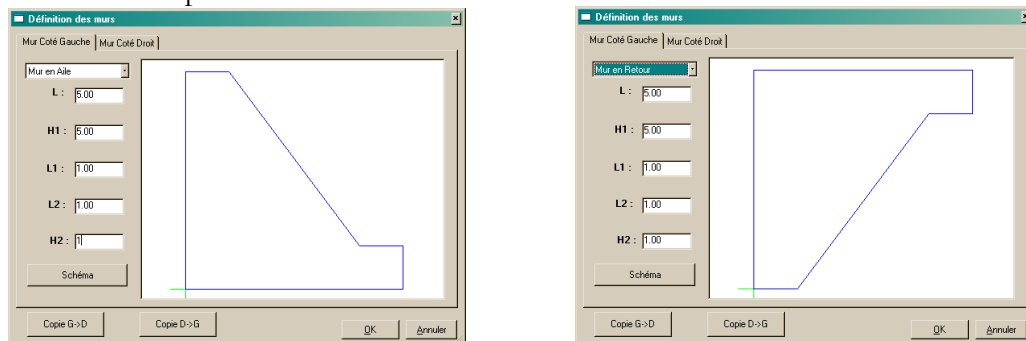 Définition des murs
Mur Coté Gauche Mur Coté Droit
Mur en Aile
L : 5.00
H1 : 5.00
L1 : 1.00
L2 : 1.00
H2 : 1
Schéma
Copie G->D Copie D->G OK Annuler
Définition des murs
Mur Coté Gauche Mur Coté Droit
Mur en Retour
L : 5.00
H1 : 5.00
L1 : 1.00
L2 : 1.00
H2 : 1.00
Schéma
Copie G->D Copie D->G OK Annuler